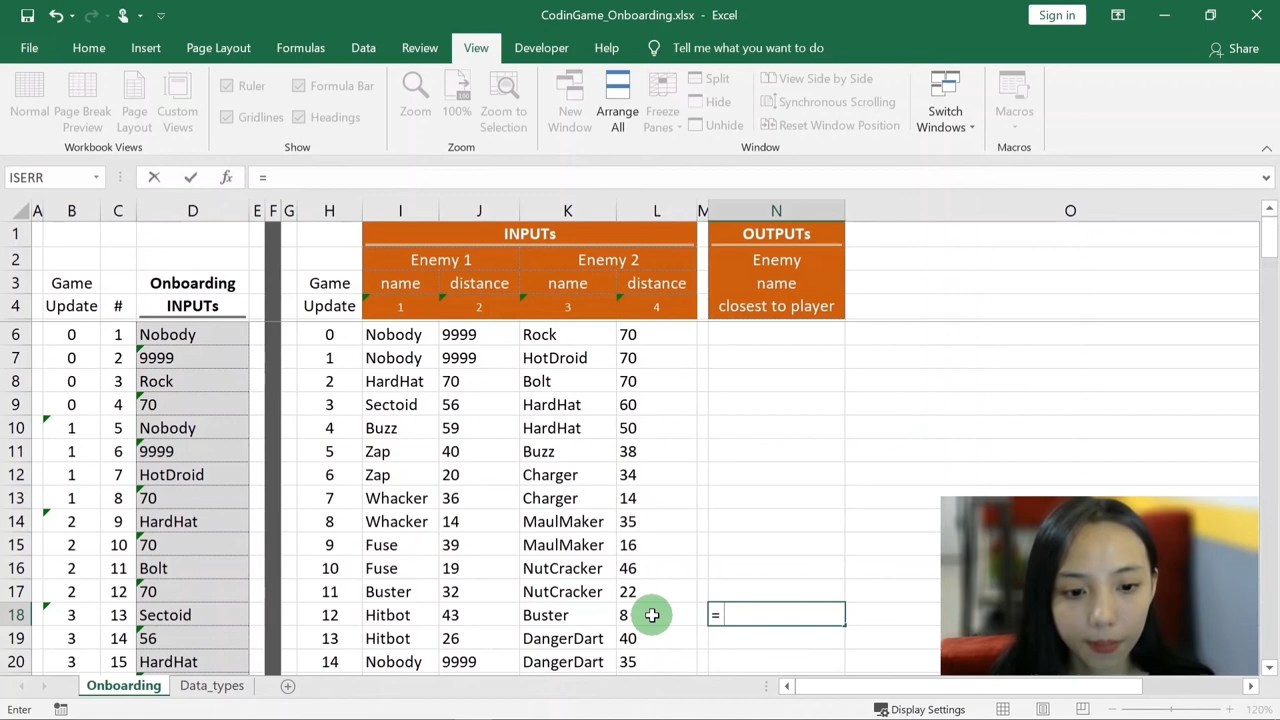 CodinGame_Onboarding.xlsx - Excel
Sign in
File Home Insert Page Layout Formulas Data Review View Developer Help Tell me what you want to do Share
Ruler Formula Bar Split View Side by Side
Gridlines Headings Hide Synchronous Scrolling
Unhide Reset Window Position
Normal Page Break Preview Page Layout Custom Views Zoom 100% Zoom to Selection New Window Arrange All Freeze Panes Switch Windows Macros
Workbook Views Show Zoom Window Macros
ISERR fx =
A B C D E F G H I J K L M N O
1 INPUTs OUTPUTs
2 Enemy 1 Enemy 2 Enemy
3 Game Onboarding Game name distance name distance name
4 Update # INPUTs Update 1 2 3 4 closest to player
6 0 1 Nobody 0 Nobody 9999 Rock 70
7 0 2 9999 1 Nobody 9999 HotDroid 70
8 0 3 Rock 2 HardHat 70 Bolt 70
9 0 4 70 3 Sectoid 56 HardHat 60
10 1 5 Nobody 4 Buzz 59 HardHat 50
11 1 6 9999 5 Zap 40 Buzz 38
12 1 7 HotDroid 6 Zap 20 Charger 34
13 1 8 70 7 Whacker 36 Charger 14
14 2 9 HardHat 8 Whacker 14 MaulMaker 35
15 2 10 70 9 Fuse 39 MaulMaker 16
16 2 11 Bolt 10 Fuse 19 NutCracker 46
17 2 12 70 11 Buster 32 NutCracker 22
18 3 13 Sectoid 12 Hitbot 43 Buster 8 =
19 3 14 56 13 Hitbot 26 DangerDart 40
20 3 15 HardHat 14 Nobody 9999 DangerDart 35
Onboarding Data_types
Enter Display Settings 120%